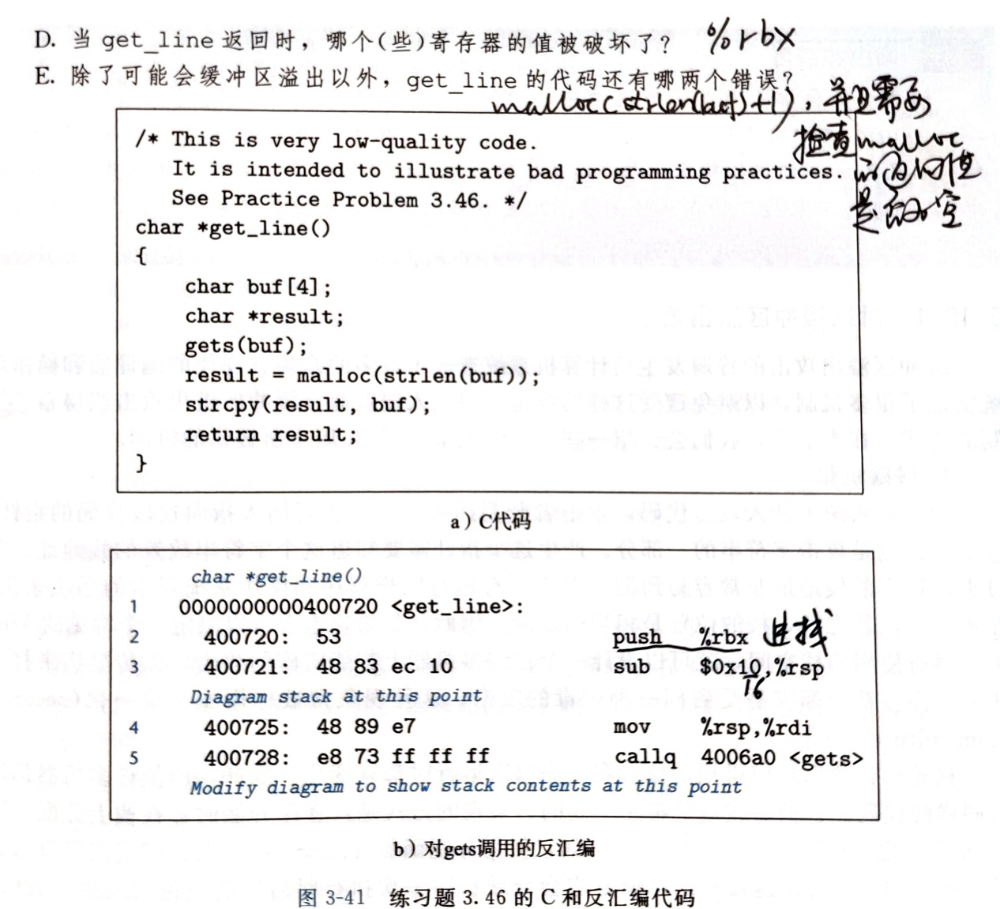 D. 当 get_line 返回时，哪个(些)寄存器的值被破坏了? %rbx
E. 除了可能会缓冲区溢出以外，get_line 的代码还有哪两个错误?
malloc(strlen(buf)+1)，并且需要
检查malloc
的返回值
是否为空
/* This is very low-quality code.
It is intended to illustrate bad programming practices.
See Practice Problem 3.46. */
char *get_line()
{
char buf[4];
char *result;
gets(buf);
result = malloc(strlen(buf));
strcpy(result, buf);
return result;
}
a) C代码
char *get_line()
1 0000000000400720 <get_line>:
2 400720: 53 push %rbx 进栈
3 400721: 48 83 ec 10 sub $0x10,%rsp
16
Diagram stack at this point
4 400725: 48 89 e7 mov %rsp,%rdi
5 400728: e8 73 ff ff ff callq 4006a0 <gets>
Modify diagram to show stack contents at this point
b) 对gets调用的反汇编
图 3-41 练习题 3.46 的 C 和反汇编代码